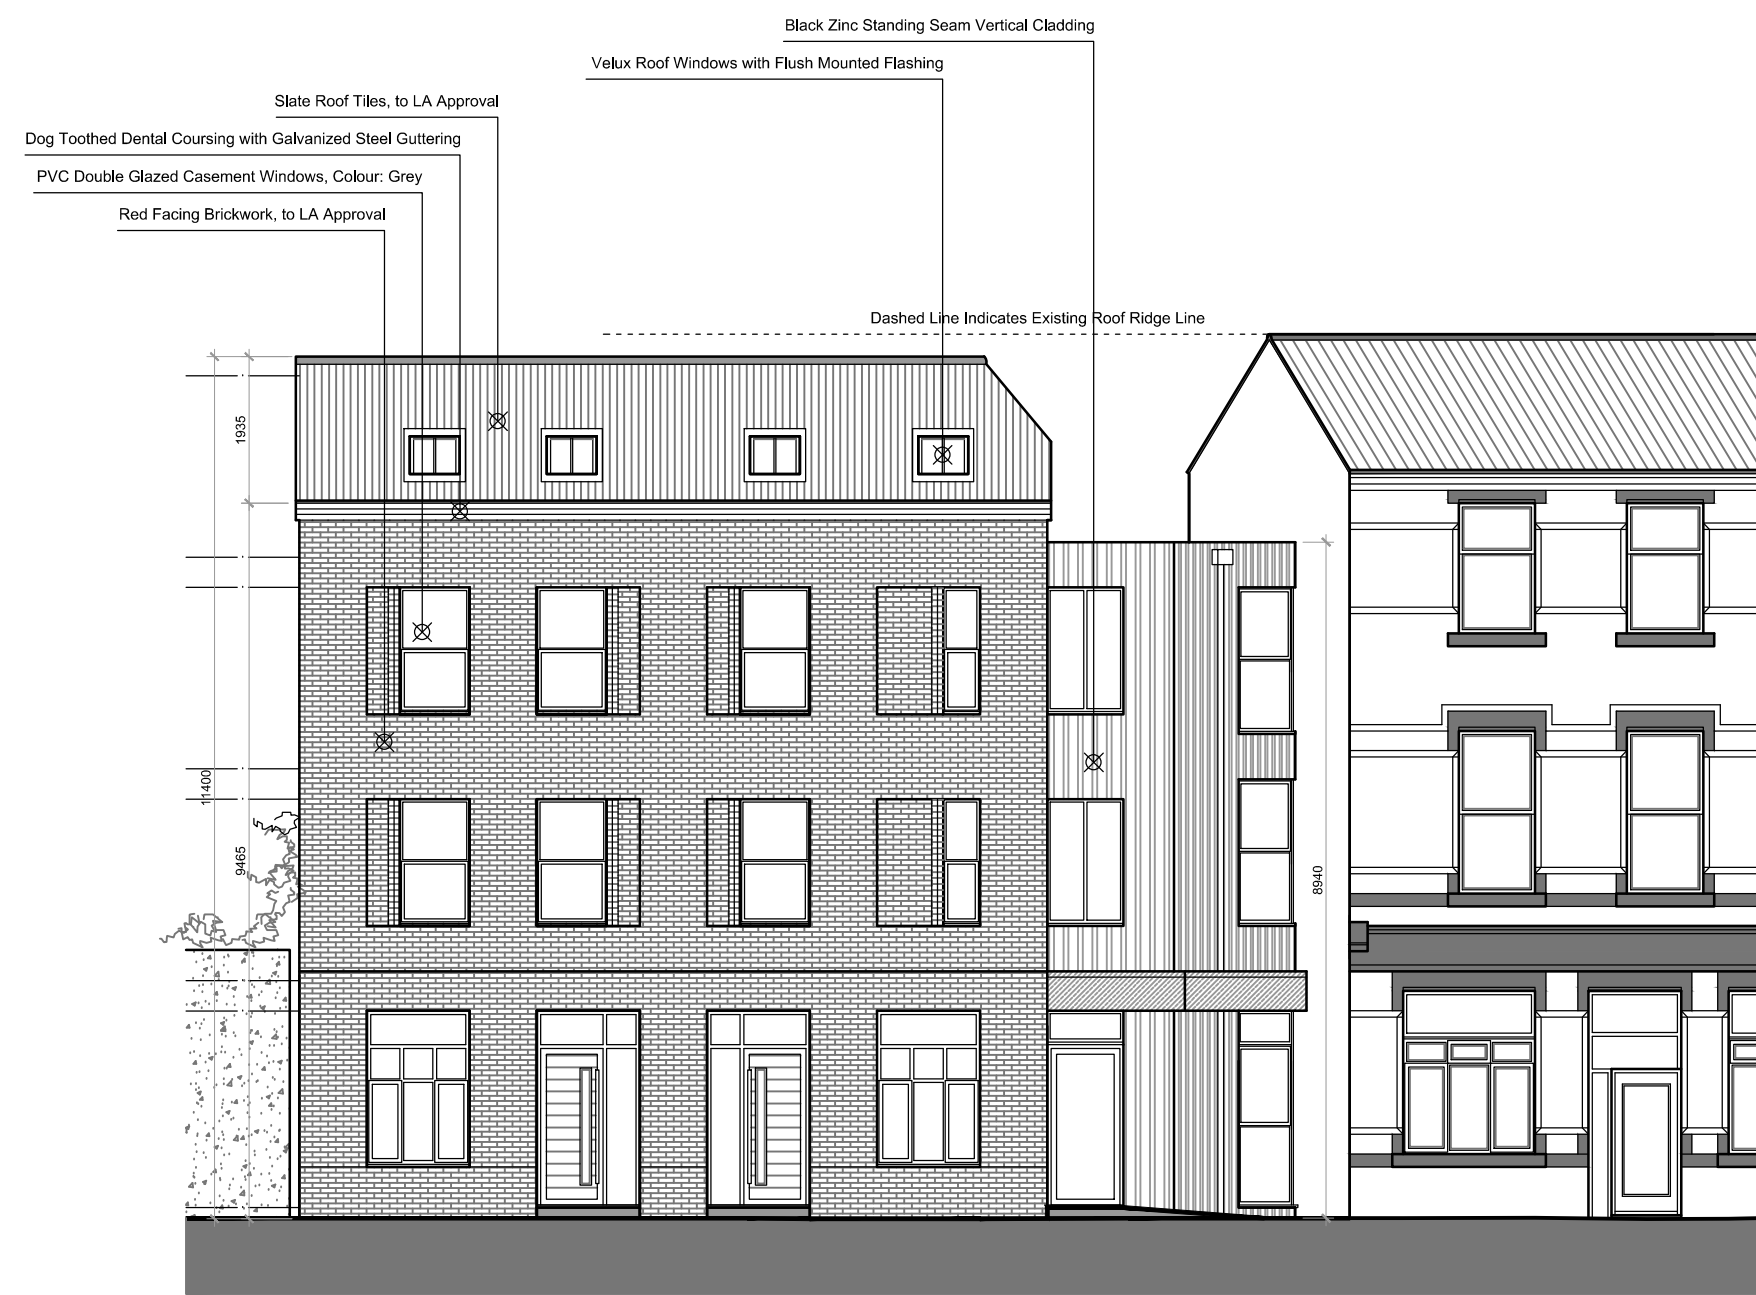 Black Zinc Standing Seam Vertical Cladding
Velux Roof Windows with Flush Mounted Flashing
Slate Roof Tiles, to LA Approval
Dog Toothed Dental Coursing with Galvanized Steel Guttering
PVC Double Glazed Casement Windows, Colour: Grey
Red Facing Brickwork, to LA Approval
Dashed Line Indicates Existing Roof Ridge Line
1935
11400
9465
8940